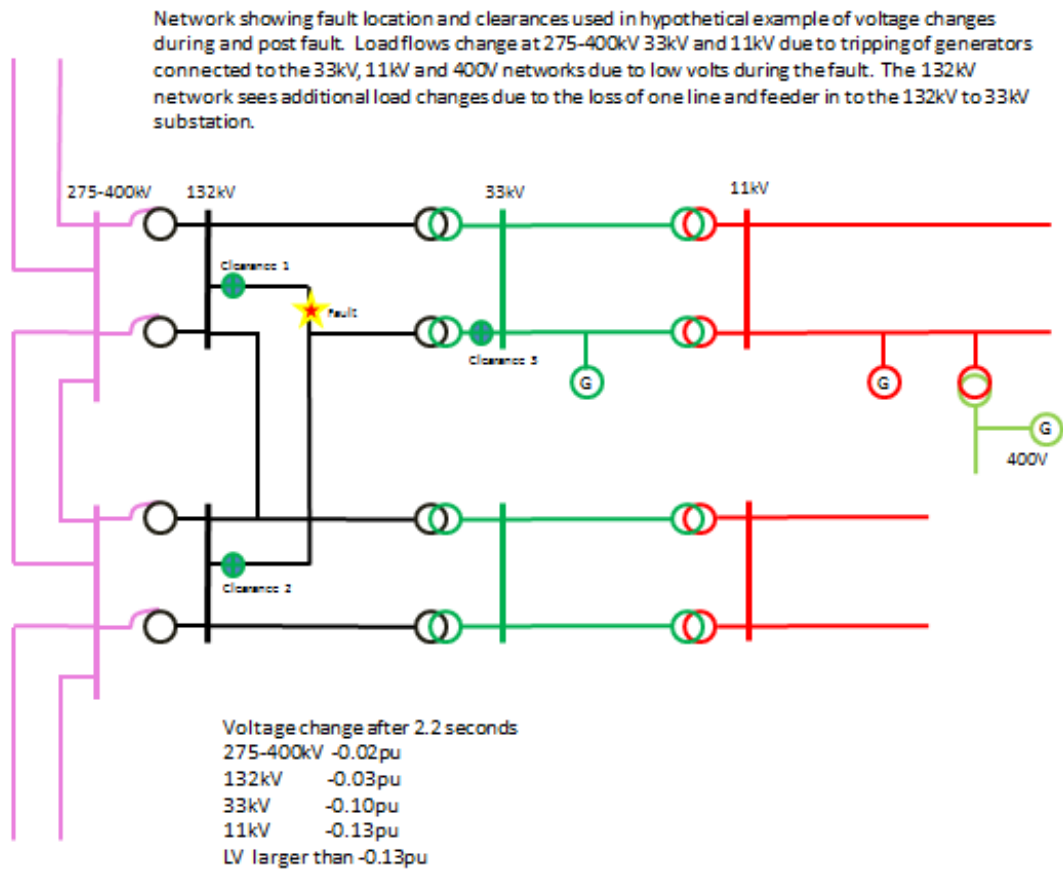 Network showing fault location and clearances used in hypothetical example of voltage changes
during and post fault. Load flows change at 275-400kV 33kV and 11kV due to tripping of generators
connected to the 33kV, 11kV and 400V networks due to low volts during the fault. The 132kV
network sees additional load changes due to the loss of one line and feeder in to the 132kV to 33kV
substation.
275-400kV 132kV 33kV 11kV
Clearance 1
Fault
Clearance 3
G G
G
400V
Clearance 2
Voltage change after 2.2 seconds
275-400kV -0.02pu
132kV -0.03pu
33kV -0.10pu
11kV -0.13pu
LV larger than -0.13pu